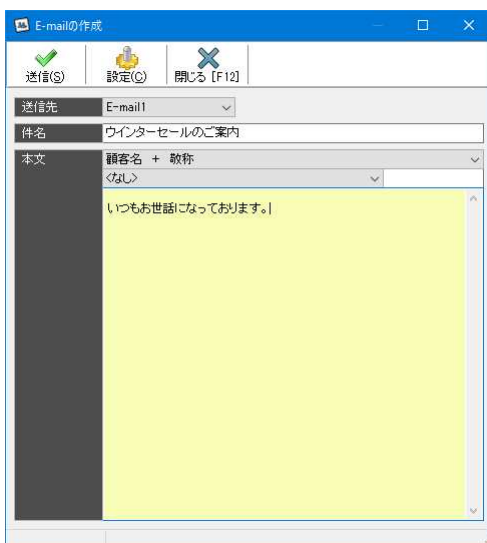 E-mailの作成
送信(S) 設定(C) 閉じる [F12]
送信先 E-mail1
件名 ウインターセールのご案内
本文 顧客名 + 敬称
<なし>
いつもお世話になっております。